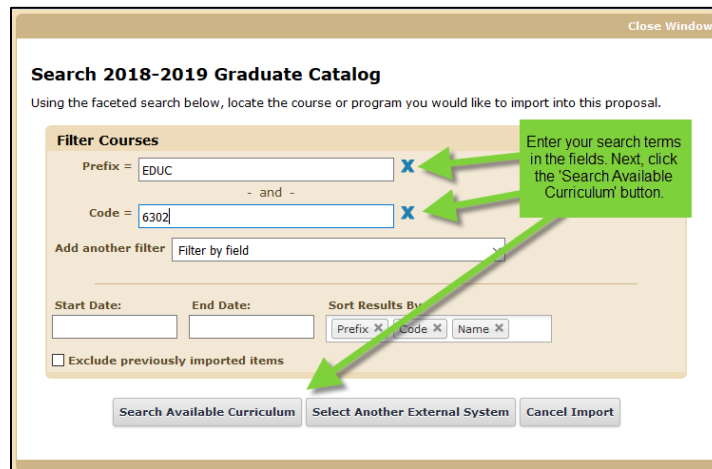 Close Window
Search 2018-2019 Graduate Catalog
Using the faceted search below, locate the course or program you would like to import into this proposal.
Filter Courses
Prefix = EDUC X
- and -
Code = 6302 X
Enter your search terms
in the fields. Next, click
the 'Search Available
Curriculum' button.
Add another filter Filter by field
Start Date: End Date: Sort Results By
Prefix X Code X Name X
Exclude previously imported items
Search Available Curriculum Select Another External System Cancel Import